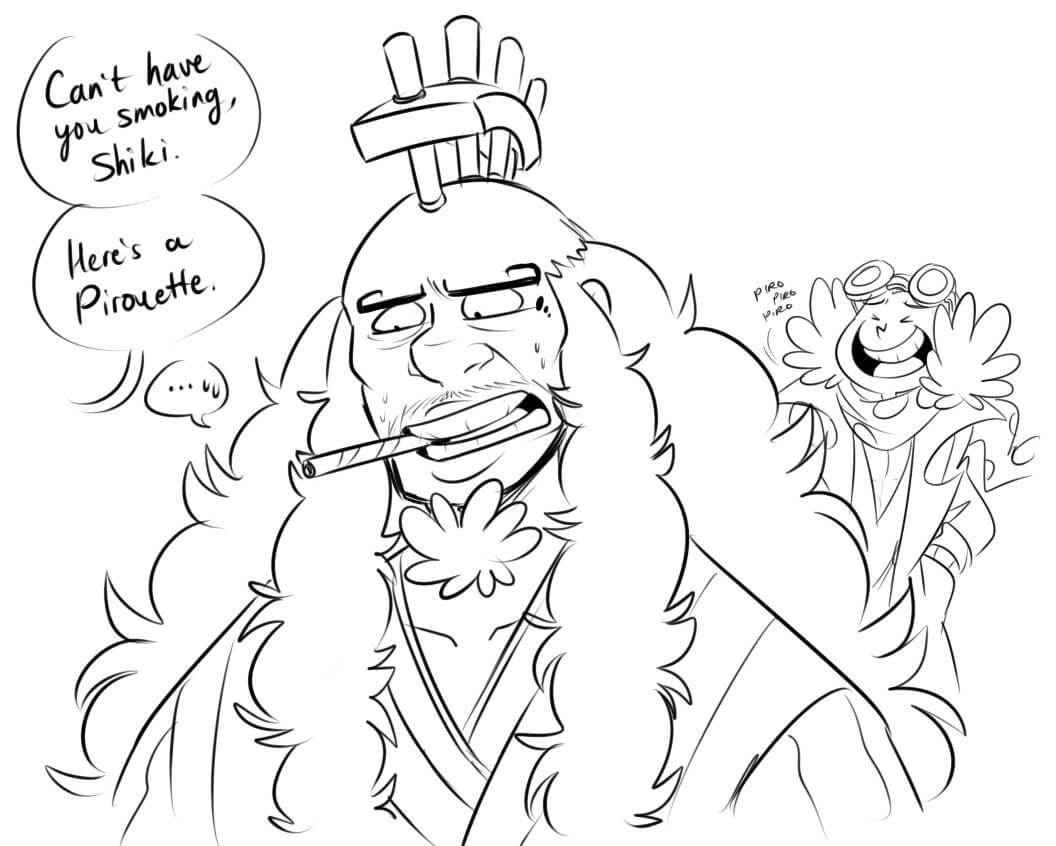 Can't have
you smoking,
Shiki.
Here's a
Pirouette.
...
PIRO
PIRO
PIRO